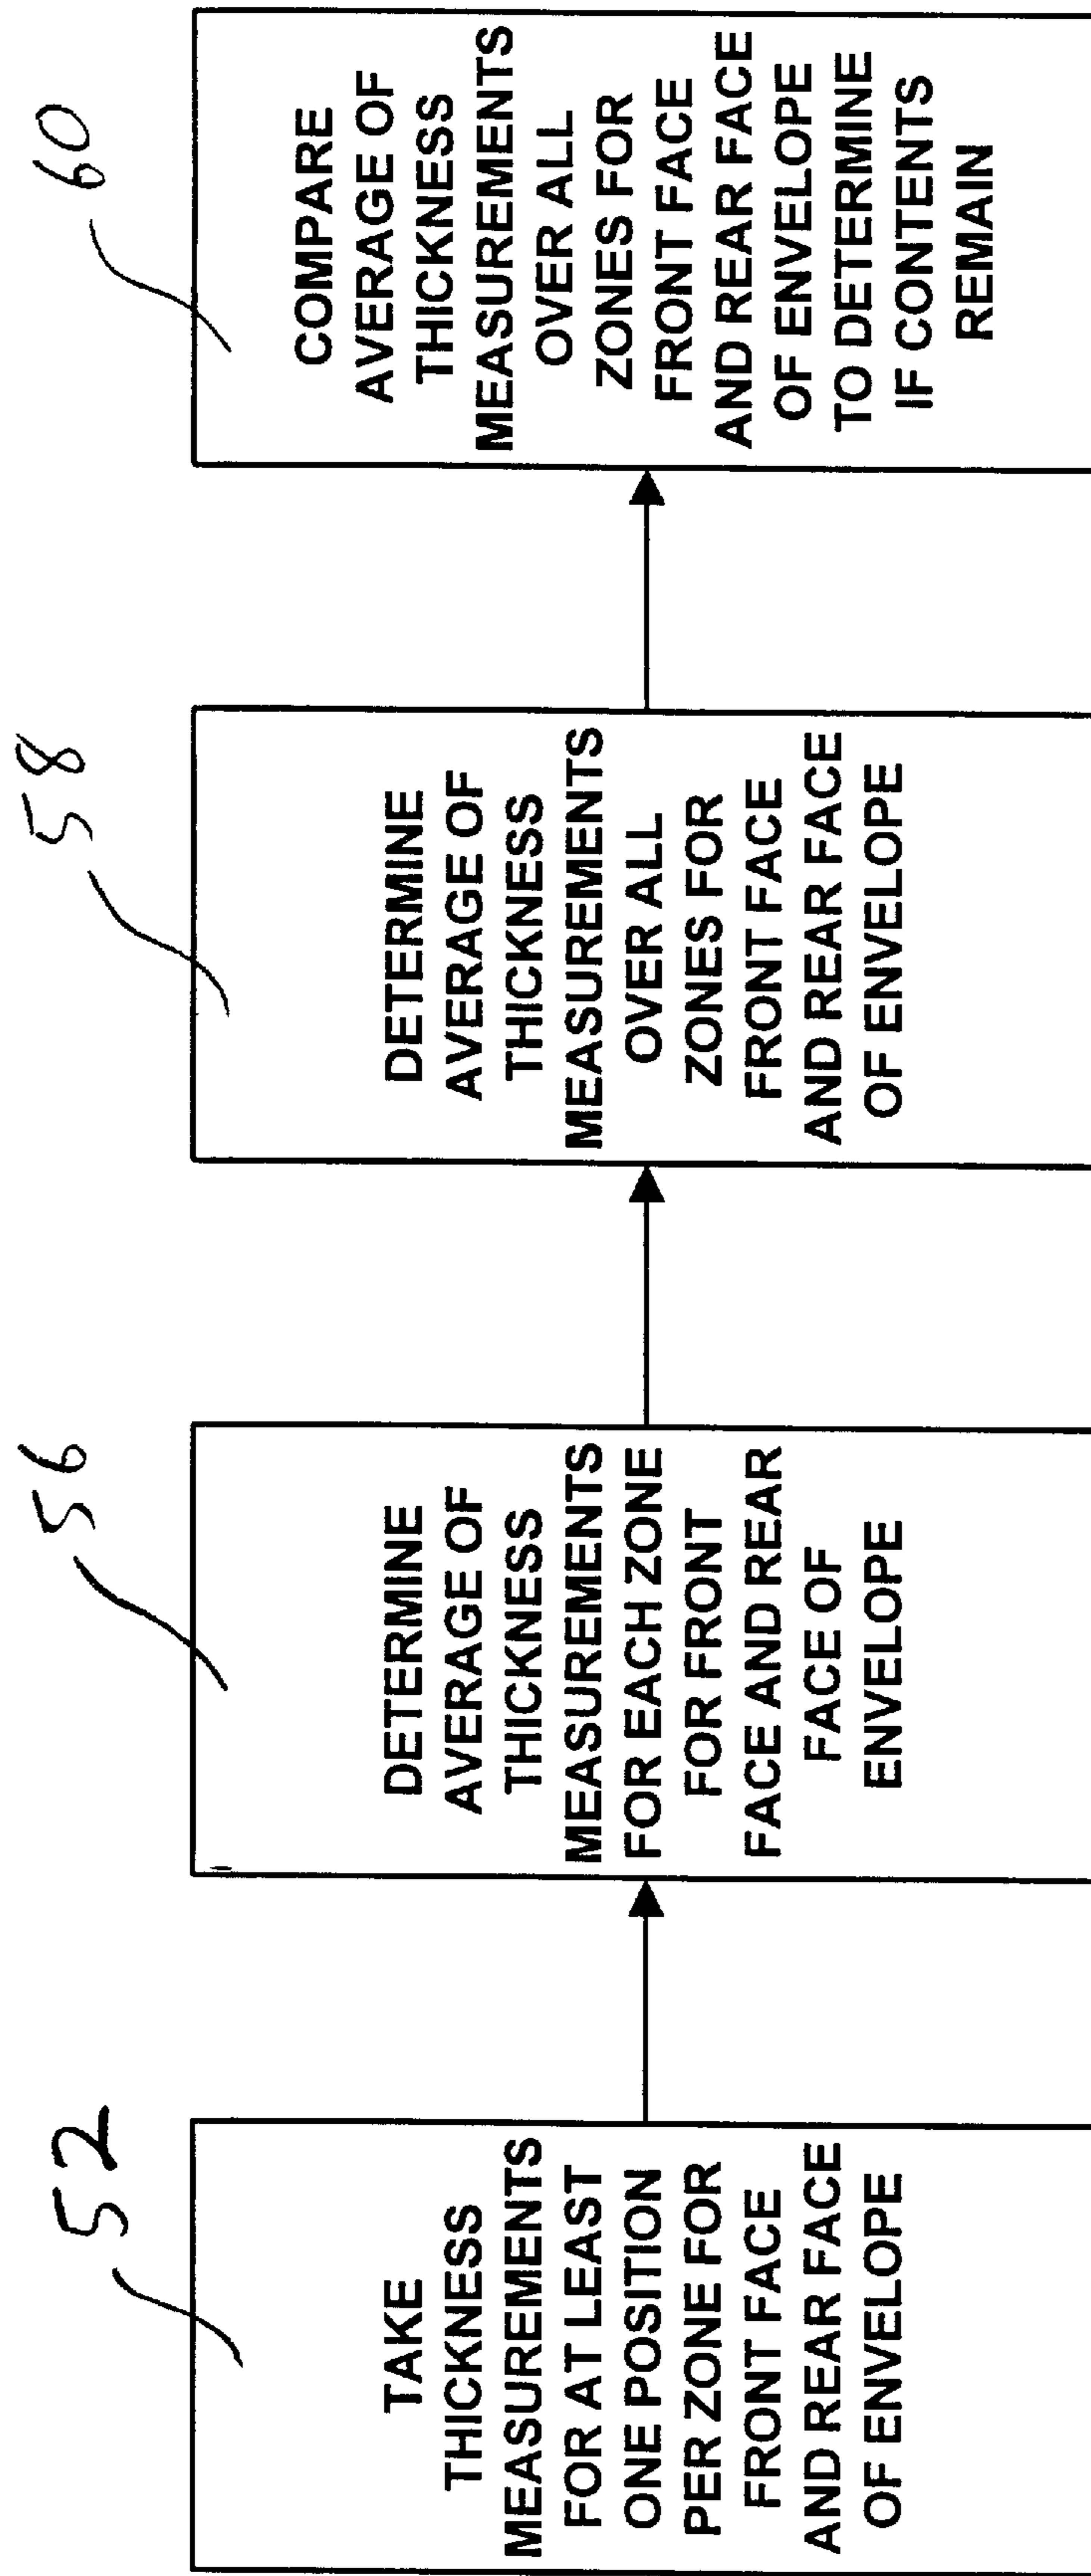 52
TAKE
THICKNESS
MEASUREMENTS
FOR AT LEAST
ONE POSITION
PER ZONE FOR
FRONT FACE
AND REAR FACE
OF ENVELOPE
56
DETERMINE
AVERAGE OF
THICKNESS
MEASUREMENTS
FOR EACH ZONE
FOR FRONT
FACE AND REAR
FACE OF
ENVELOPE
58
DETERMINE
AVERAGE OF
THICKNESS
MEASUREMENTS
OVER ALL
ZONES FOR
FRONT FACE
AND REAR FACE
OF ENVELOPE
60
COMPARE
AVERAGE OF
THICKNESS
MEASUREMENTS
OVER ALL
ZONES FOR
FRONT FACE
AND REAR FACE
OF ENVELOPE
TO DETERMINE
IF CONTENTS
REMAIN